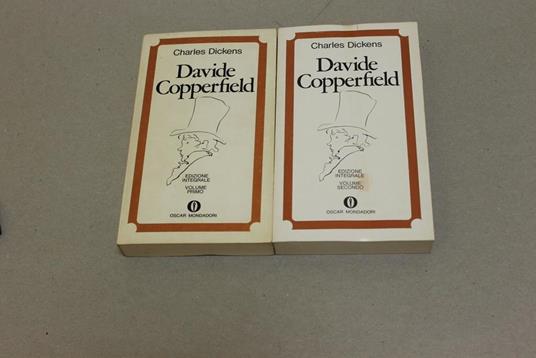 Charles Dickens
Davide
Copperfield
EDIZIONE
INTEGRALE
VOLUME
PRIMO
OSCAR MONDADORI
Charles Dickens
Davide
Copperfield
EDIZIONE
INTEGRALE
VOLUME
SECONDO
OSCAR MONDADORI